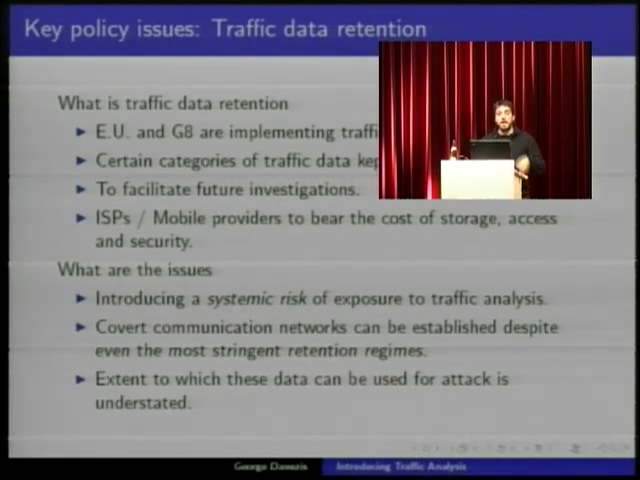 Key policy issues: Traffic data retention
What is traffic data retention
E.U. and G8 are implementing traffi
Certain categories of traffic data kep
To facilitate future investigations.
ISPs / Mobile providers to bear the cost of storage, access
and security.
What are the issues
Introducing a systemic risk of exposure to traffic analysis.
Covert communication networks can be established despite
even the most stringent retention regimes.
Extent to which these data can be used for attack is
understated.
George Danezis Introducing Traffic Analysis